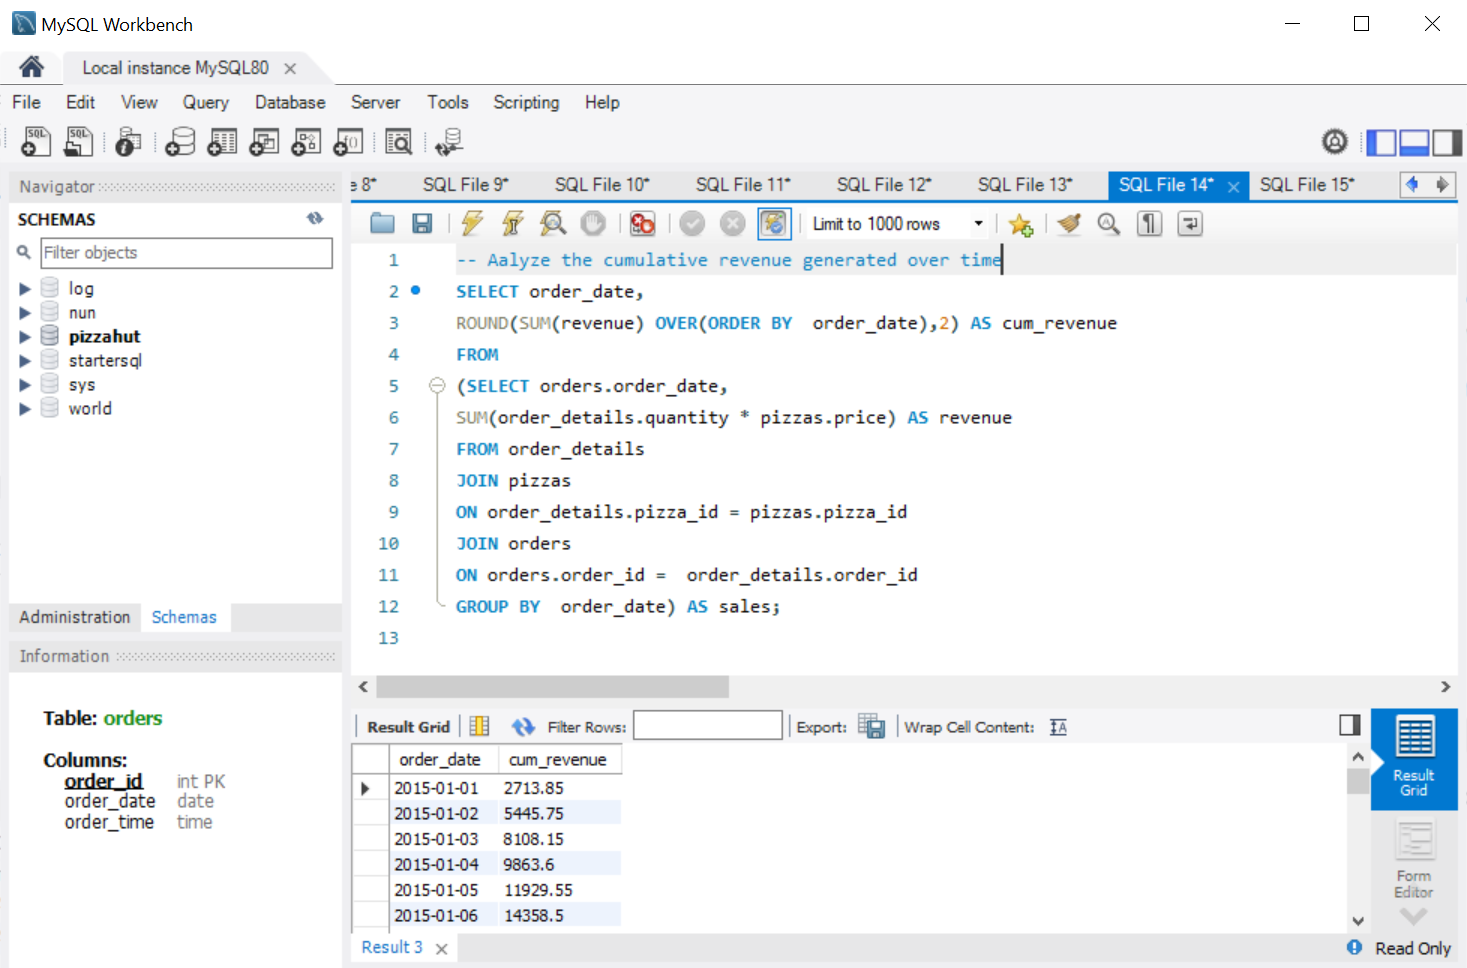 MySQL Workbench
Local instance MySQL80
File Edit View Query Database Server Tools Scripting Help
Navigator
SCHEMAS
Filter objects
log
nun
pizzahut
startersql
sys
world
Administration Schemas
Information
Table: orders
Columns:
order_id int PK
order_date date
order_time time
e 8* SQL File 9* SQL File 10* SQL File 11* SQL File 12* SQL File 13* SQL File 14* SQL File 15*
Limit to 1000 rows
1 -- Aalyze the cumulative revenue generated over time
2 SELECT order_date,
3 ROUND(SUM(revenue) OVER(ORDER BY  order_date),2) AS cum_revenue
4 FROM
5 (SELECT orders.order_date,
6 SUM(order_details.quantity * pizzas.price) AS revenue
7 FROM order_details
8 JOIN pizzas
9 ON order_details.pizza_id = pizzas.pizza_id
10 JOIN orders
11 ON orders.order_id =  order_details.order_id
12 GROUP BY  order_date) AS sales;
13
Result Grid Filter Rows: Export: Wrap Cell Content:
order_date cum_revenue
2015-01-01 2713.85
2015-01-02 5445.75
2015-01-03 8108.15
2015-01-04 9863.6
2015-01-05 11929.55
2015-01-06 14358.5
Result
Grid
Form
Editor
Result 3
Read Only